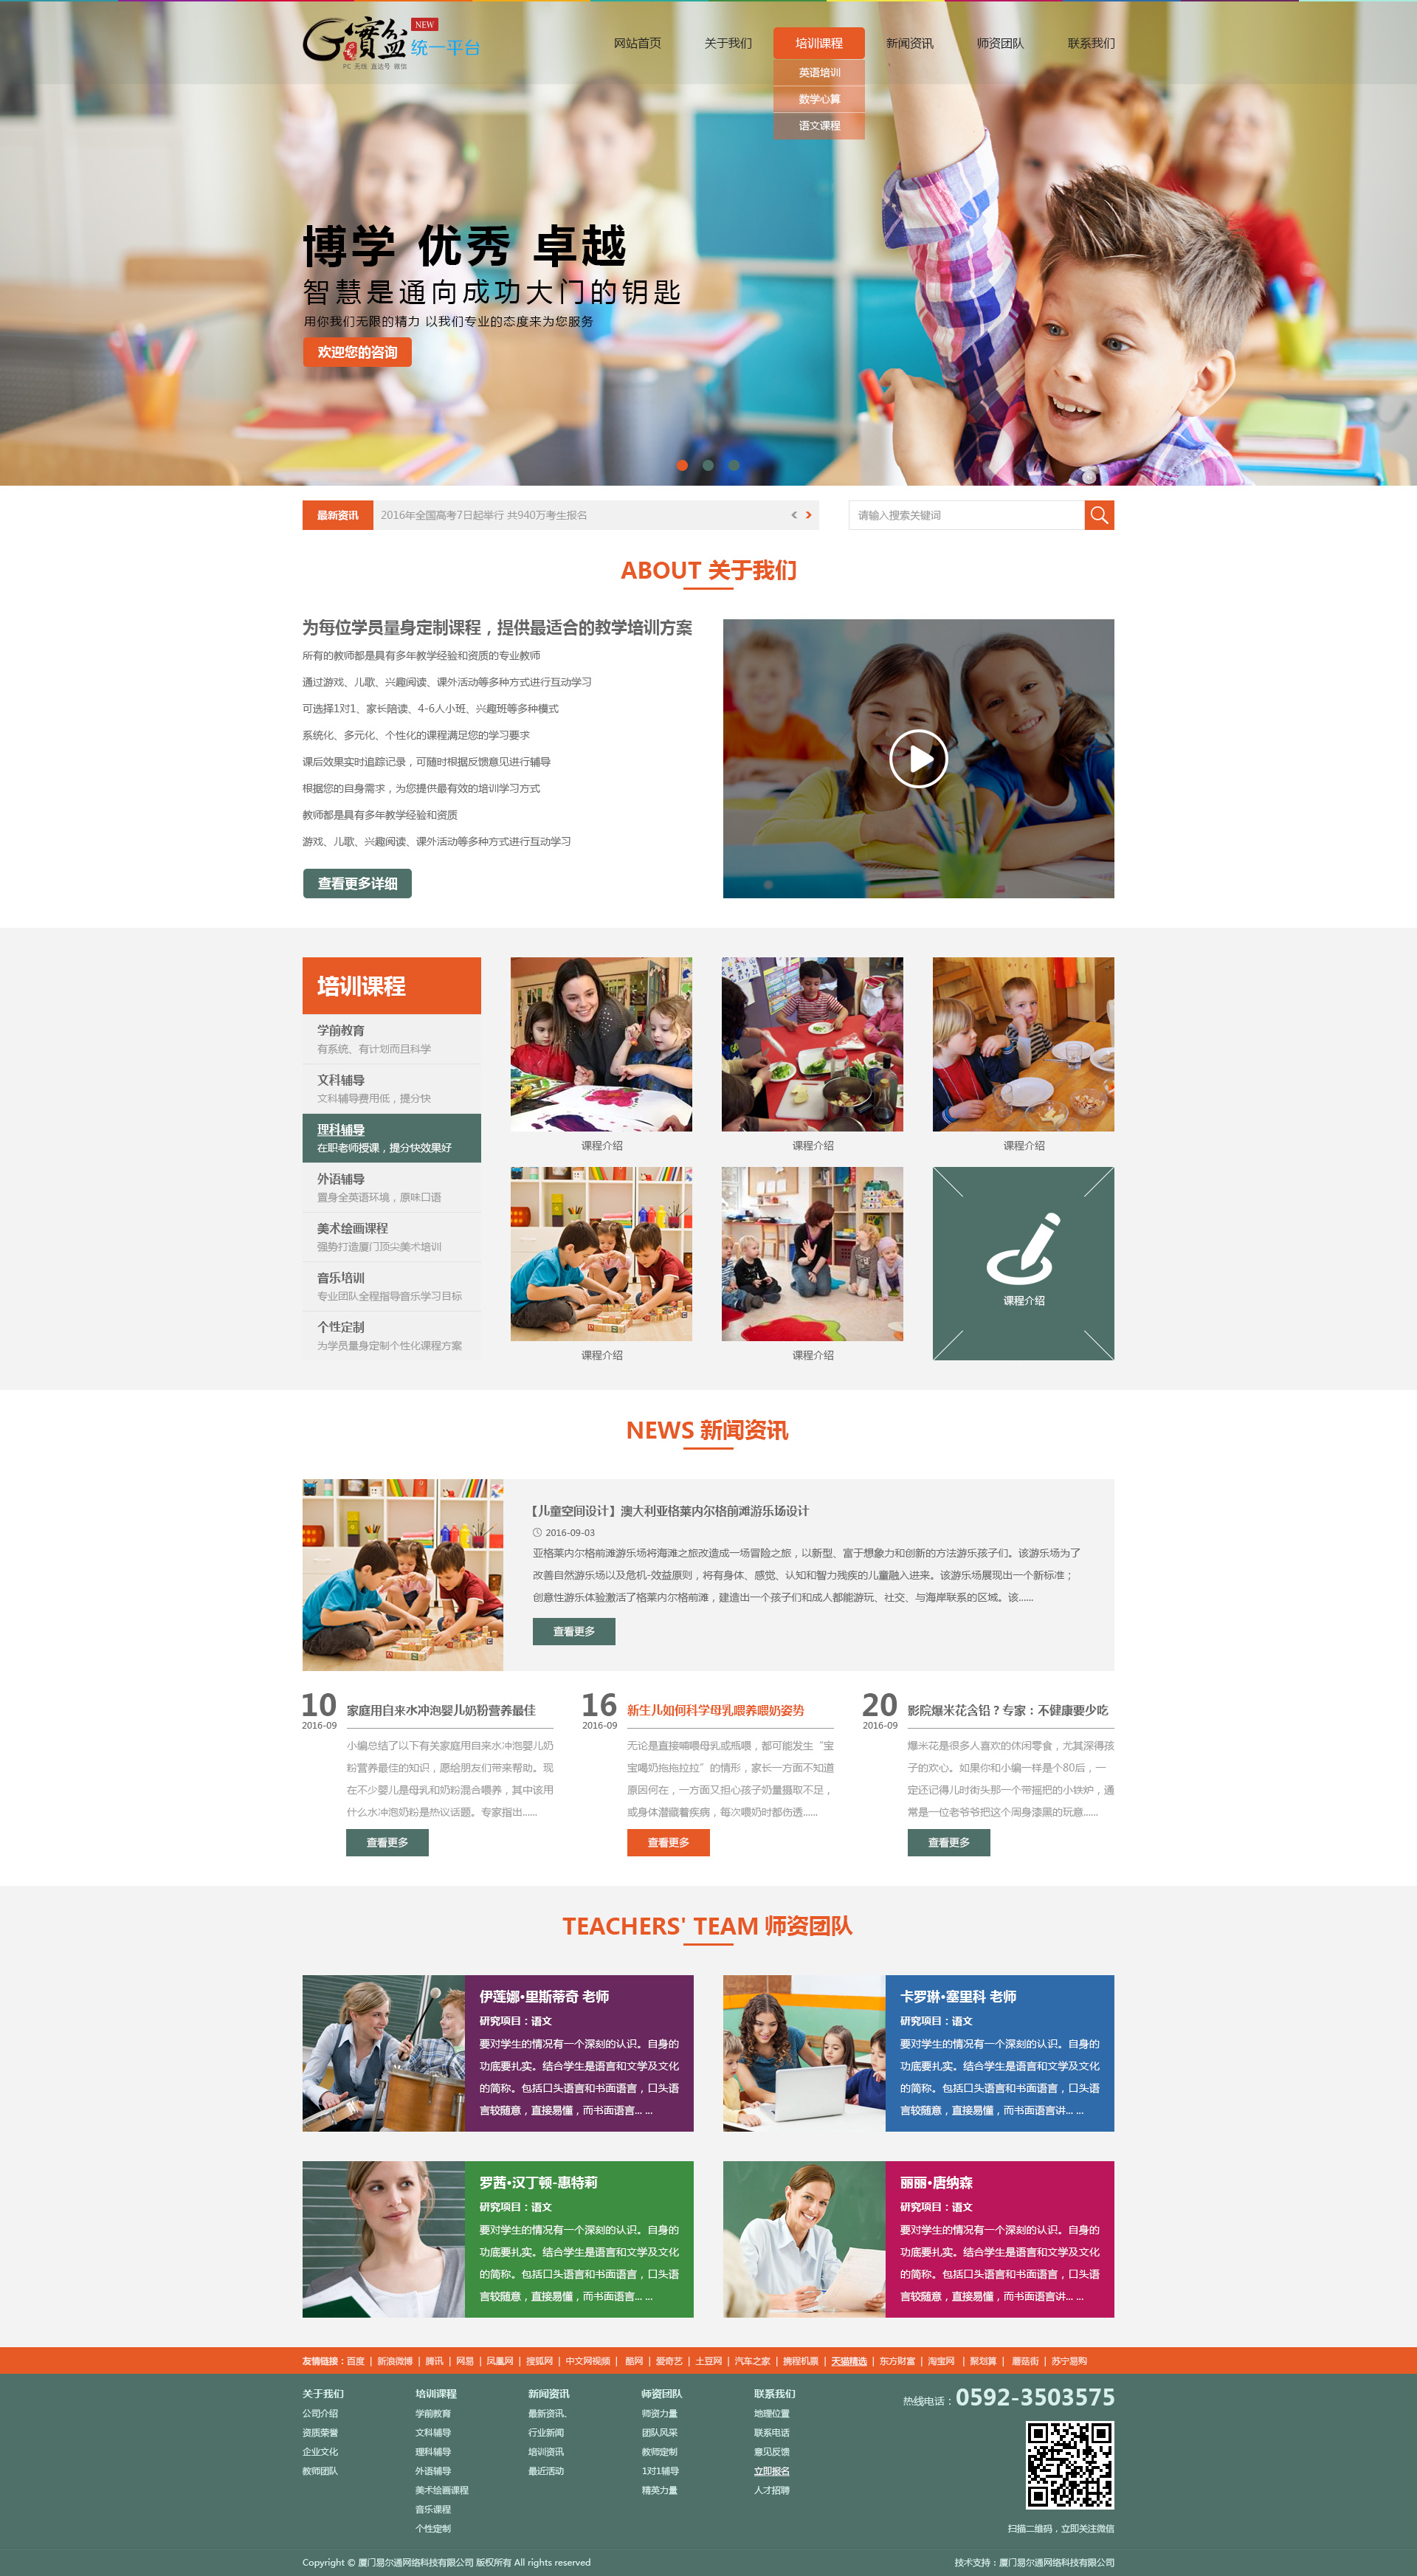 G寶盆
NEW
统一平台
PC 无线 直达号 微信
网站首页 关于我们 培训课程 新闻资讯 师资团队 联系我们
英语培训
数学心算
语文课程
博学 优秀 卓越
智慧是通向成功大门的钥匙
用你我们无限的精力 以我们专业的态度来为您服务
欢迎您的咨询
最新资讯 2016年全国高考7日起举行 共940万考生报名 请输入搜索关键词
ABOUT 关于我们
为每位学员量身定制课程，提供最适合的教学培训方案
所有的教师都是具有多年教学经验和资质的专业教师
通过游戏、儿歌、兴趣阅读、课外活动等多种方式进行互动学习
可选择1对1、家长陪读、4-6人小班、兴趣班等多种模式
系统化、多元化、个性化的课程满足您的学习要求
课后效果实时追踪记录，可随时根据反馈意见进行辅导
根据您的自身需求，为您提供最有效的培训学习方式
教师都是具有多年教学经验和资质
游戏、儿歌、兴趣阅读、课外活动等多种方式进行互动学习
查看更多详细
培训课程
学前教育
有系统、有计划而且科学
文科辅导
文科辅导费用低，提分快
理科辅导
在职老师授课，提分快效果好
外语辅导
置身全英语环境，原味口语
美术绘画课程
强势打造厦门顶尖美术培训
音乐培训
专业团队全程指导音乐学习目标
个性定制
为学员量身定制个性化课程方案
课程介绍 课程介绍 课程介绍
课程介绍
课程介绍 课程介绍
NEWS 新闻资讯
【儿童空间设计】澳大利亚格莱内尔格前滩游乐场设计
2016-09-03
亚格莱内尔格前滩游乐场将海滩之旅改造成一场冒险之旅，以新型、富于想象力和创新的方法游乐孩子们。该游乐场为了
改善自然游乐场以及危机-效益原则，将有身体、感觉、认知和智力残疾的儿童融入进来。该游乐场展现出一个新标准；
创意性游乐体验激活了格莱内尔格前滩，建造出一个孩子们和成人都能游玩、社交、与海岸联系的区域。该......
查看更多
10
2016-09
家庭用自来水冲泡婴儿奶粉营养最佳
小编总结了以下有关家庭用自来水冲泡婴儿奶
粉营养最佳的知识，愿给朋友们带来帮助。现
在不少婴儿是母乳和奶粉混合喂养，其中该用
什么水冲泡奶粉是热议话题。专家指出......
查看更多
16
2016-09
新生儿如何科学母乳喂养喂奶姿势
无论是直接哺喂母乳或瓶喂，都可能发生“宝
宝喝奶拖拖拉拉”的情形，家长一方面不知道
原因何在，一方面又担心孩子奶量摄取不足，
或身体潜藏着疾病，每次喂奶时都伤透......
查看更多
20
2016-09
影院爆米花含铅？专家：不健康要少吃
爆米花是很多人喜欢的休闲零食，尤其深得孩
子的欢心。如果你和小编一样是个80后，一
定还记得儿时街头那一个带摇把的小铁炉，通
常是一位老爷爷把这个周身漆黑的玩意......
查看更多
TEACHERS' TEAM 师资团队
伊莲娜•里斯蒂奇 老师
研究项目：语文
要对学生的情况有一个深刻的认识。自身的
功底要扎实。结合学生是语言和文学及文化
的简称。包括口头语言和书面语言，口头语
言较随意，直接易懂，而书面语言... ...
卡罗琳•塞里科 老师
研究项目：语文
要对学生的情况有一个深刻的认识。自身的
功底要扎实。结合学生是语言和文学及文化
的简称。包括口头语言和书面语言，口头语
言较随意，直接易懂，而书面语言讲... ...
罗茜•汉丁顿-惠特莉
研究项目：语文
要对学生的情况有一个深刻的认识。自身的
功底要扎实。结合学生是语言和文学及文化
的简称。包括口头语言和书面语言，口头语
言较随意，直接易懂，而书面语言... ...
丽丽•唐纳森
研究项目：语文
要对学生的情况有一个深刻的认识。自身的
功底要扎实。结合学生是语言和文学及文化
的简称。包括口头语言和书面语言，口头语
言较随意，直接易懂，而书面语言讲... ...
友情链接：百度 | 新浪微博 | 腾讯 | 网易 | 凤凰网 | 搜狐网 | 中文网视频 | 酷网 | 爱奇艺 | 土豆网 | 汽车之家 | 携程机票 | 天猫精选 | 东方财富 | 淘宝网 | 聚划算 | 蘑菇街 | 苏宁易购
关于我们
公司介绍
资质荣誉
企业文化
教师团队
培训课程
学前教育
文科辅导
理科辅导
外语辅导
美术绘画课程
音乐课程
个性定制
新闻资讯
最新资讯、
行业新闻
培训资讯
最近活动
师资团队
师资力量
团队风采
教师定制
1对1辅导
精英力量
联系我们
地理位置
联系电话
意见反馈
立即报名
人才招聘
热线电话：0592-3503575
扫描二维码，立即关注微信
Copyright © 厦门易尔通网络科技有限公司 版权所有 All rights reserved
技术支持：厦门易尔通网络科技有限公司